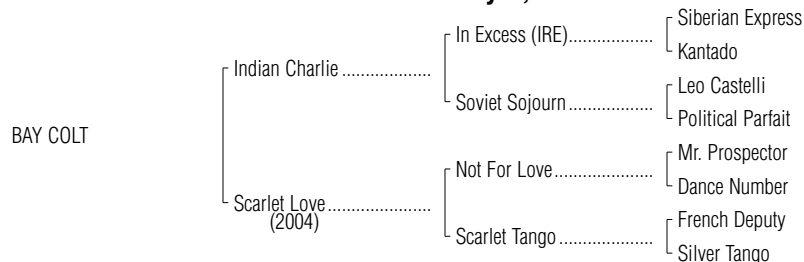 Siberian Express
In Excess (IRE)...................
Kantado
Indian Charlie ....................
Leo Castelli
Soviet Sojourn...................
Political Parfait
BAY COLT
Mr. Prospector
Not For Love......................
Dance Number
Scarlet Love.......................
(2004)
French Deputy
Scarlet Tango ....................
Silver Tango